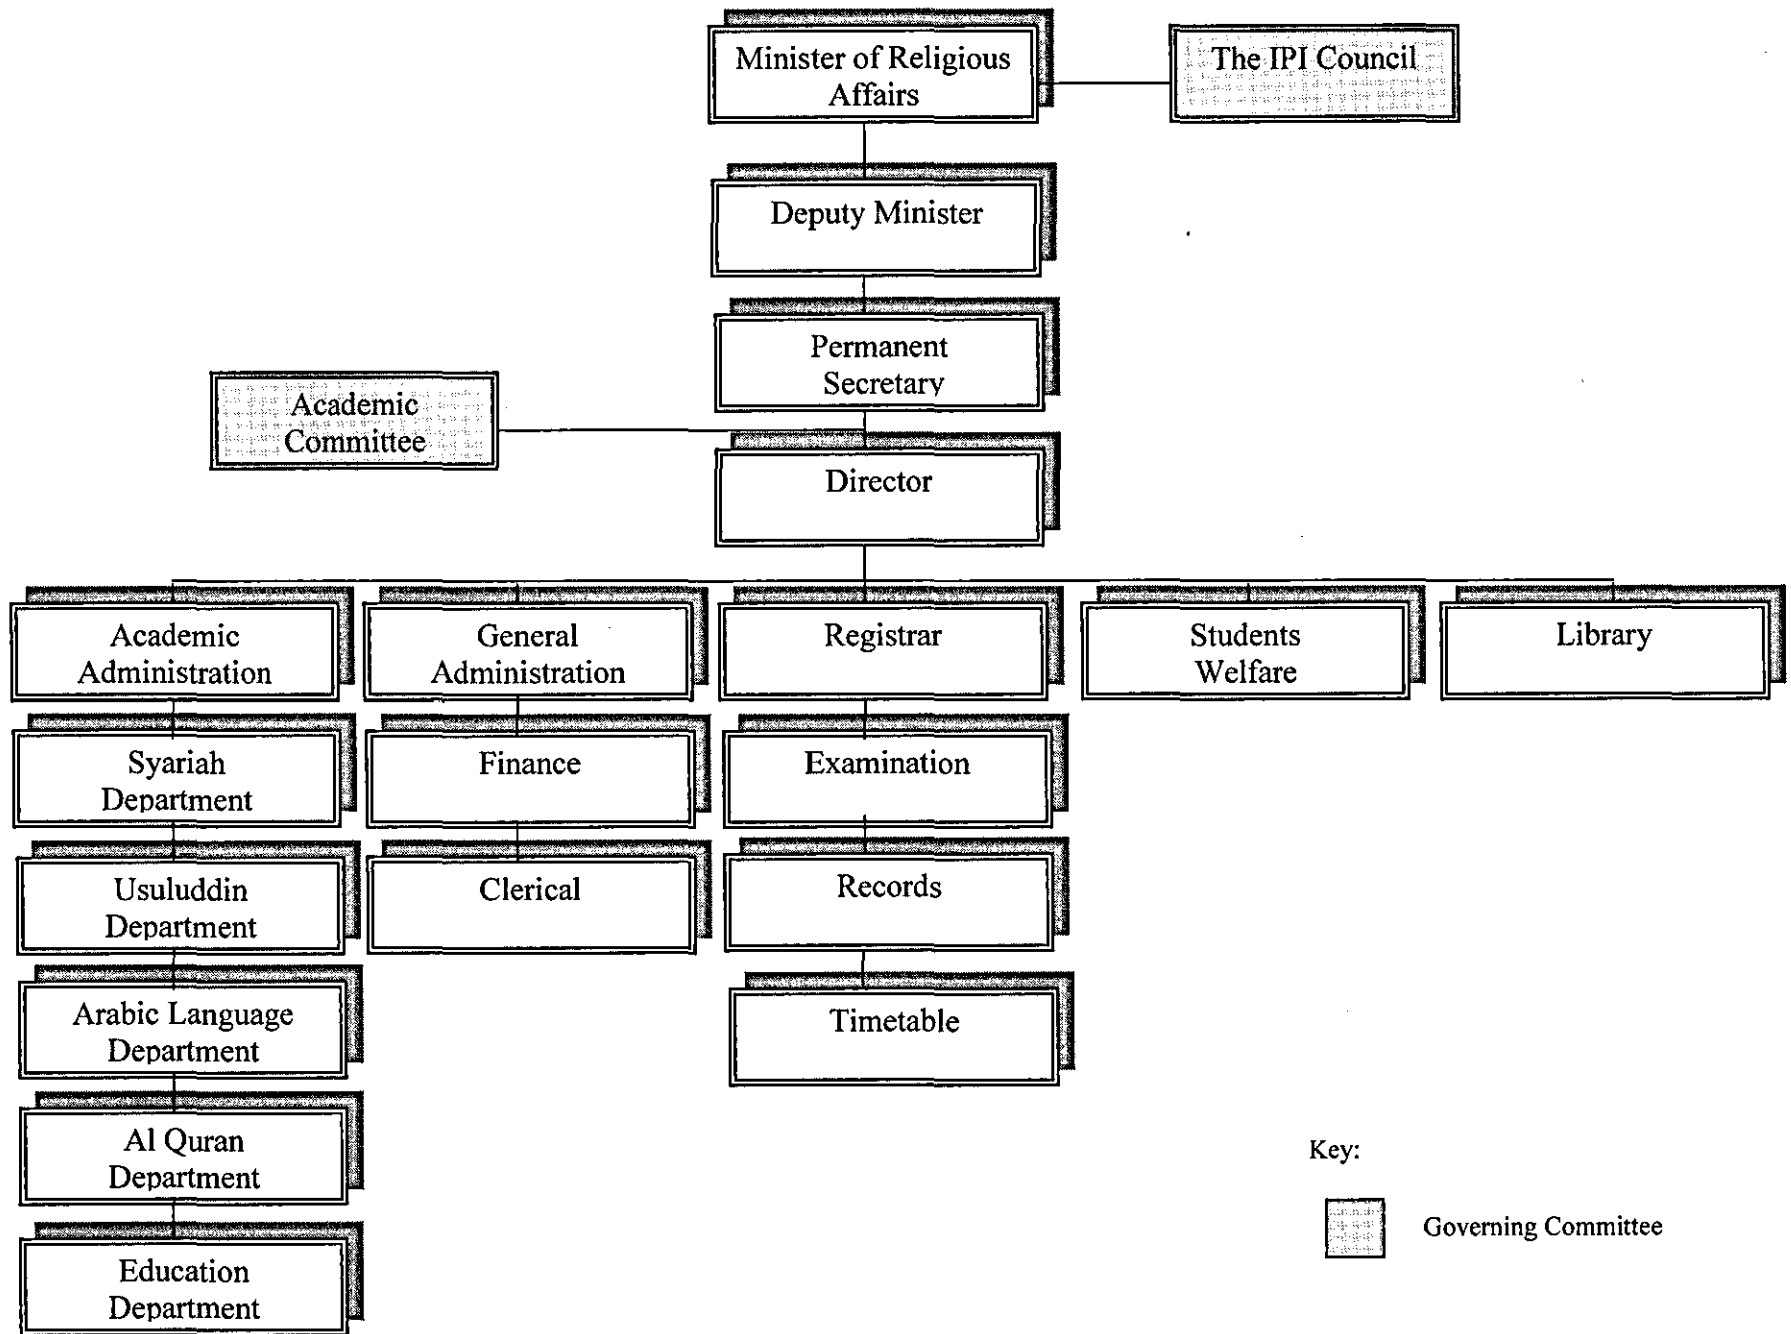 Minister of Religious
Affairs
The IPI Council
Deputy Minister
Permanent
Secretary
Academic
Committee
Director
Academic
Administration
General
Administration
Registrar
Students
Welfare
Library
Syariah
Department
Finance
Examination
Usuluddin
Department
Clerical
Records
Arabic Language
Department
Timetable
Al Quran
Department
Education
Department
Key:
Governing Committee